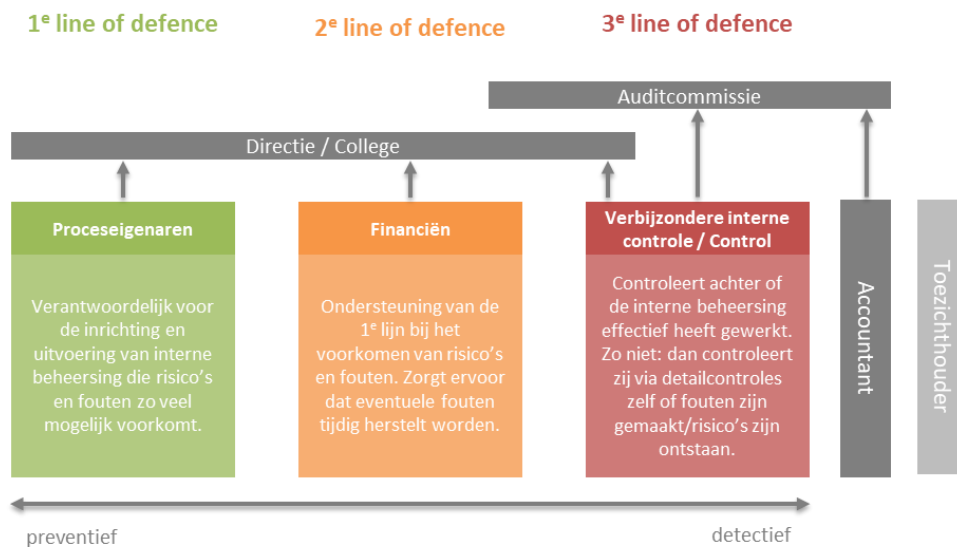 1e line of defence
2e line of defence
3e line of defence
Auditcommissie
Directie / College
Proceseigenaren
Verantwoordelijk voor
de inrichting en
uitvoering van interne
beheersing die risico's
en fouten zo veel
mogelijk voorkomt.
Financiën
Ondersteuning van de
1e lijn bij het
voorkomen van risico's
en fouten. Zorgt ervoor
dat eventuele fouten
tijdig herstelt worden.
Verbijzondere interne
controle / Control
Controleert achter of
de interne beheersing
effectief heeft gewerkt.
Zo niet: dan controleert
zij via detailcontroles
zelf of fouten zijn
gemaakt/risico's zijn
ontstaan.
Accountant
Toezichthouder
preventief
detectief